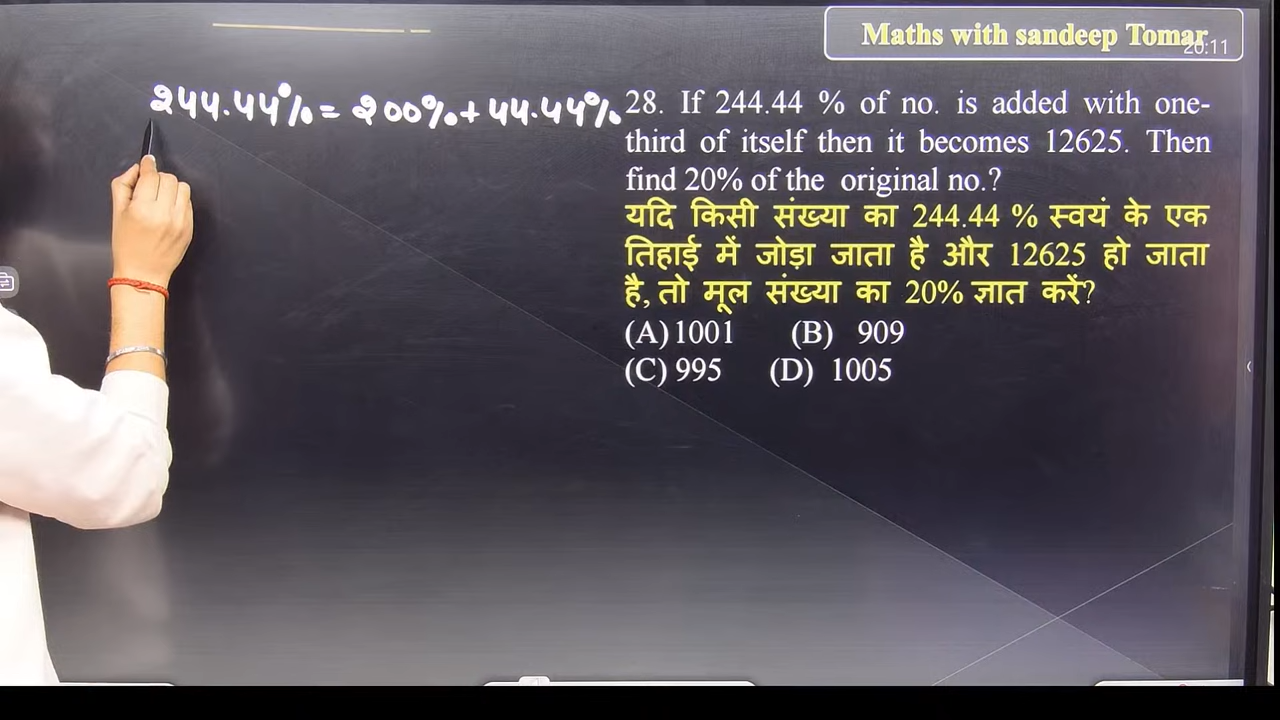 Maths with sandeep Tomar
20:11
244.44% = 200% + 44.44%
28. If 244.44 % of no. is added with one-
third of itself then it becomes 12625. Then
find 20% of the original no.?
यदि किसी संख्या का 244.44 % स्वयं के एक
तिहाई में जोड़ा जाता है और 12625 हो जाता
है, तो मूल संख्या का 20% ज्ञात करें?
(A) 1001 (B) 909
(C) 995 (D) 1005